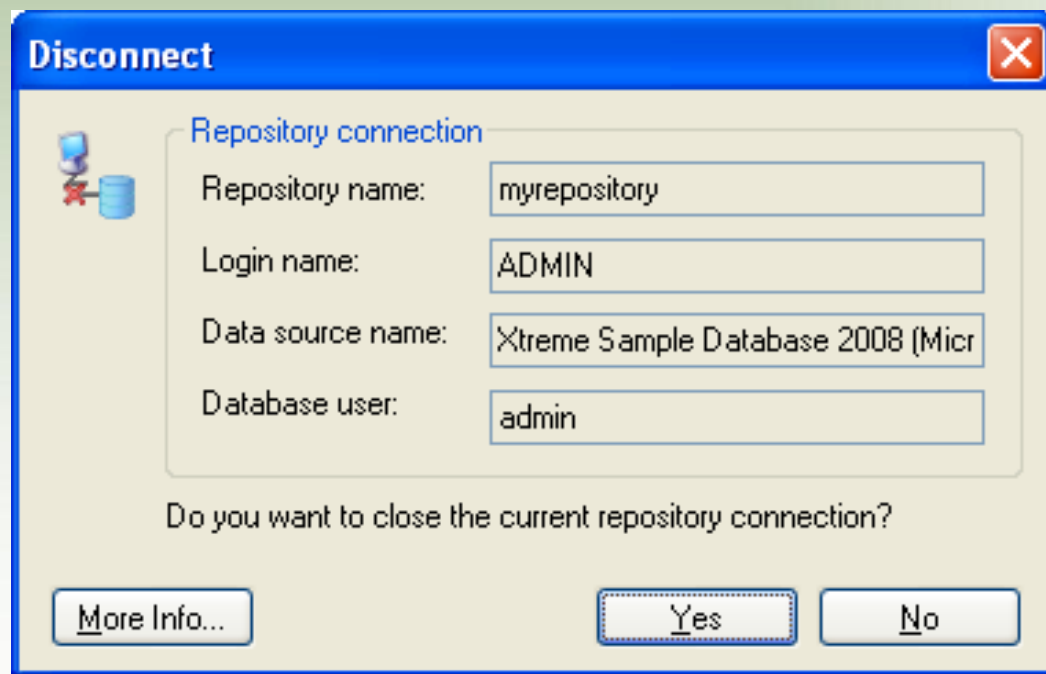 Disconnect
Repository connection
Repository name: myrepository
Login name: ADMIN
Data source name: Xtreme Sample Database 2008 (Micr
Database user: admin
Do you want to close the current repository connection?
More Info... Yes No